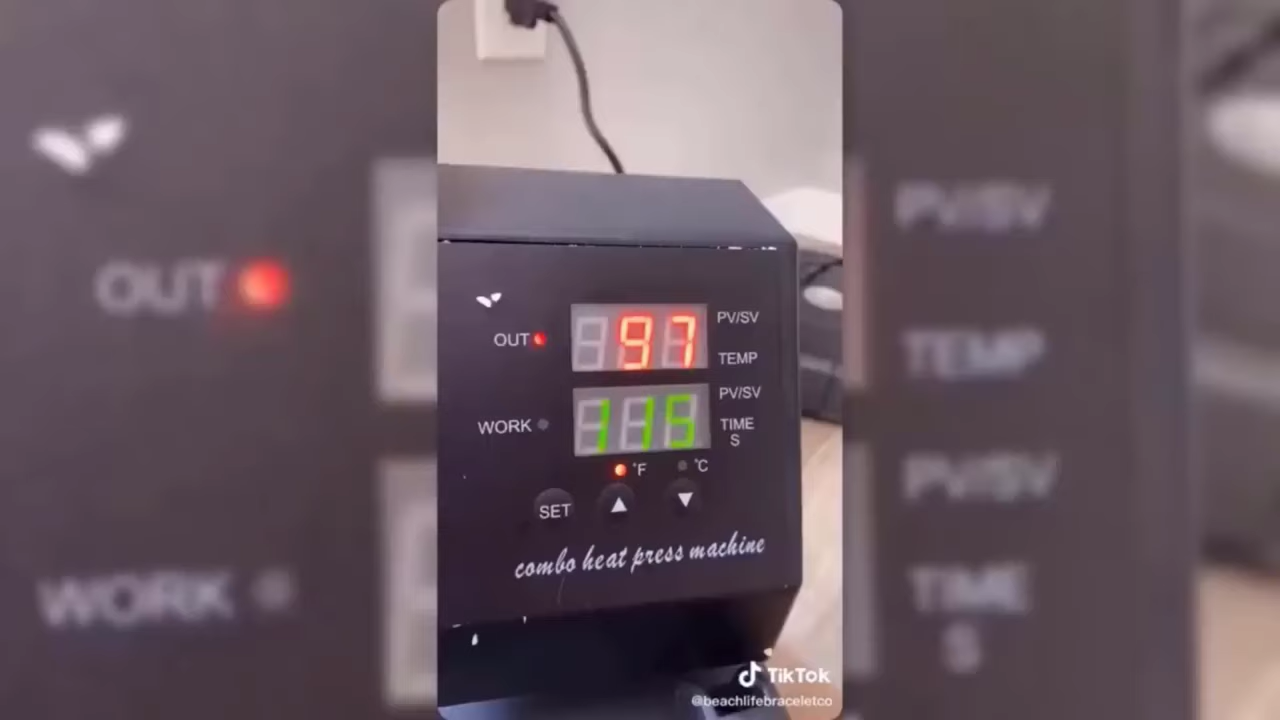 PV/SV
97
OUT
TEMP
PV/SV
115
WORK
TIME
S
°F
°C
SET
combo heat press machine
TikTok
@beachlifebraceletco
OUT
WORK
PV/SV
TEMP
PV/SV
TIME
S